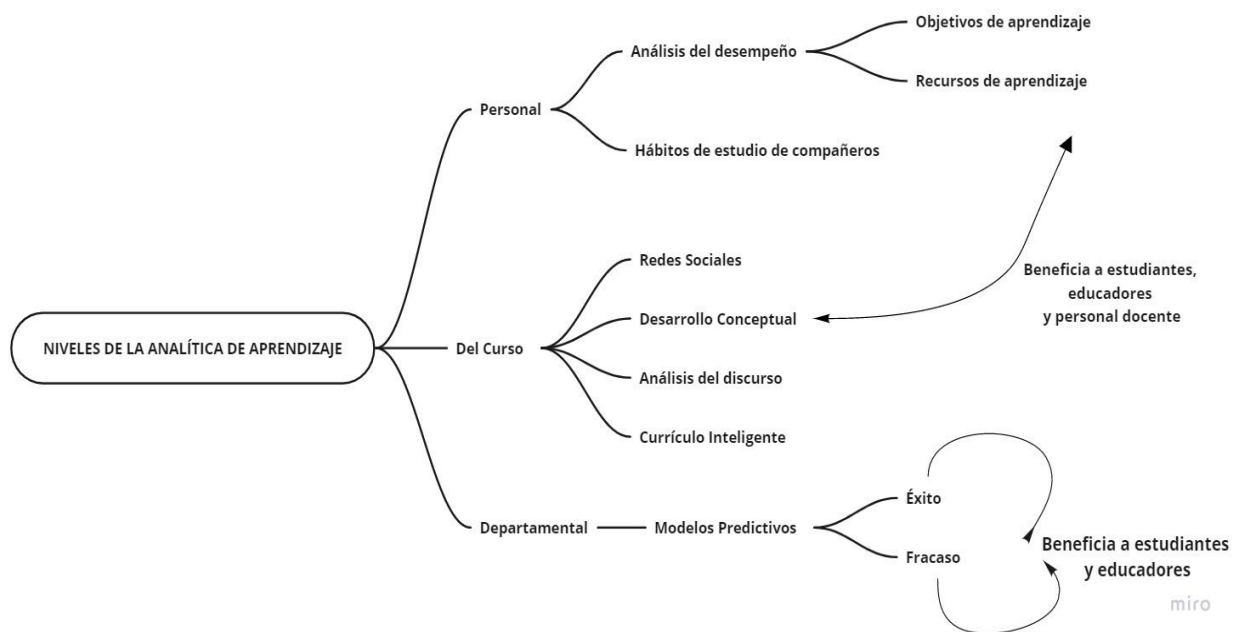 NIVELES DE LA ANALÍTICA DE APRENDIZAJE
Personal
Análisis del desempeño
Objetivos de aprendizaje
Recursos de aprendizaje
Hábitos de estudio de compañeros
Del Curso
Redes Sociales
Desarrollo Conceptual
Análisis del discurso
Currículo Inteligente
Beneficia a estudiantes,
educadores
y personal docente
Departamental
Modelos Predictivos
Éxito
Fracaso
Beneficia a estudiantes
y educadores
miro